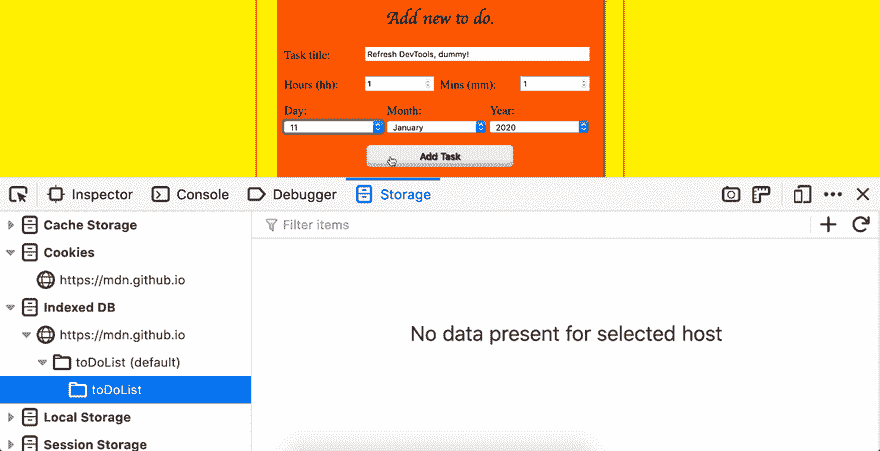 Add new to do.
Task title: Refresh DevTools, dummy!
Hours (hh): 1 Mins (mm): 1
Day: Month: Year:
11 January 2020
Add Task
Inspector Console Debugger Storage
Cache Storage
Filter items
Cookies
https://mdn.github.io
Indexed DB
https://mdn.github.io
No data present for selected host
toDoList (default)
toDoList
Local Storage
Session Storage